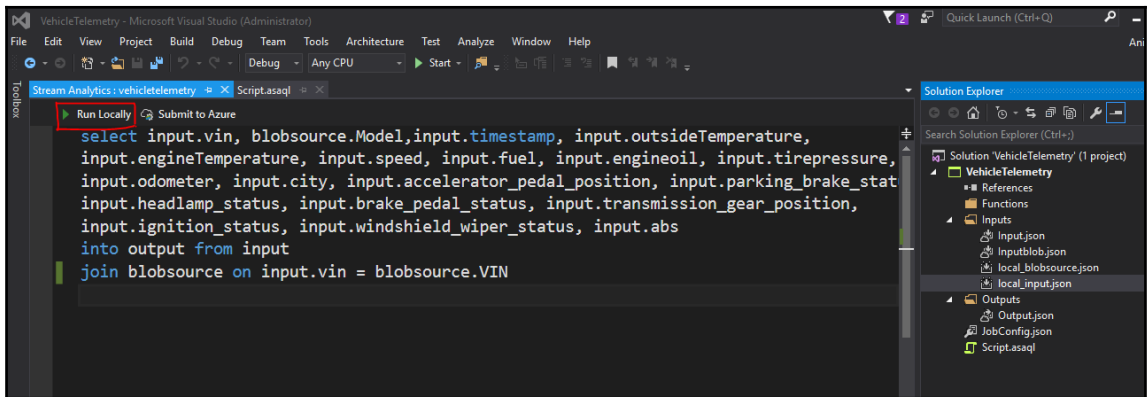 VehicleTelemetry - Microsoft Visual Studio (Administrator)
2
Quick Launch (Ctrl+Q)
File Edit View Project Build Debug Team Tools Architecture Test Analyze Window Help
Ani
Debug Any CPU Start
Toolbox
Stream Analytics : vehicletelemetry Script.asaql
Run Locally Submit to Azure
select input.vin, blobsource.Model,input.timestamp, input.outsideTemperature,
input.engineTemperature, input.speed, input.fuel, input.engineoil, input.tirepressure,
input.odometer, input.city, input.accelerator_pedal_position, input.parking_brake_stat
input.headlamp_status, input.brake_pedal_status, input.transmission_gear_position,
input.ignition_status, input.windshield_wiper_status, input.abs
into output from input
join blobsource on input.vin = blobsource.VIN
Solution Explorer
Search Solution Explorer (Ctrl+;)
Solution 'VehicleTelemetry' (1 project)
VehicleTelemetry
References
Functions
Inputs
Input.json
Inputblob.json
local_blobsource.json
local_input.json
Outputs
Output.json
JobConfig.json
Script.asaql